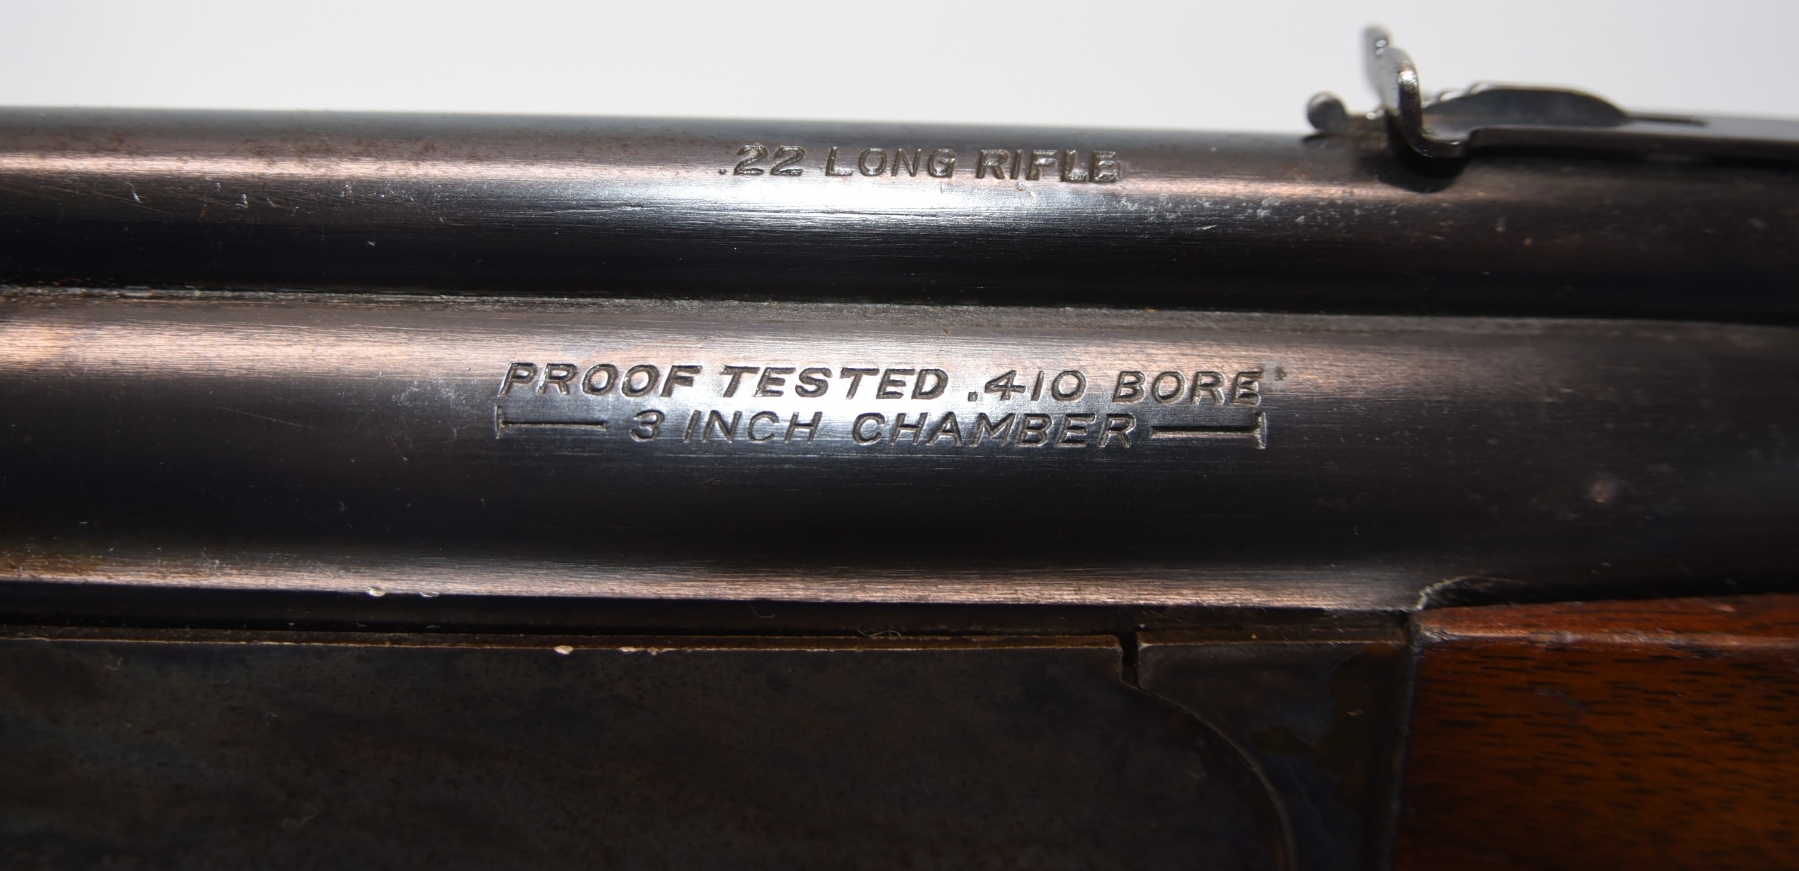 .22 LONG RIFLE
PROOF TESTED .410 BORE
3 INCH CHAMBER